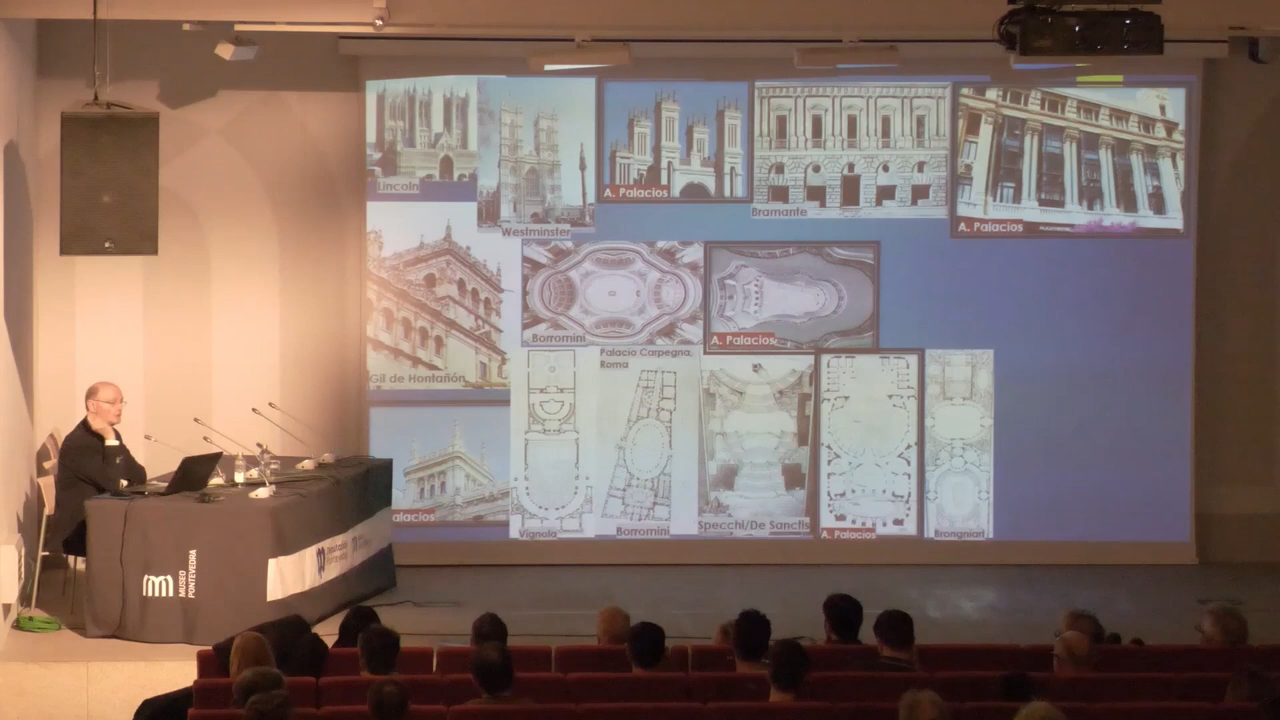 Lincoln
Westminster
A. Palacios
Bramante
A. Palacios
Gil de Hontañón
Borromini
A. Palacios
Palacio Carpegna,
Roma
alacios
Vignola
Borromini
Specchi/De Sanctis
A. Palacios
Brongniart
MUSEO
PONTEVEDRA